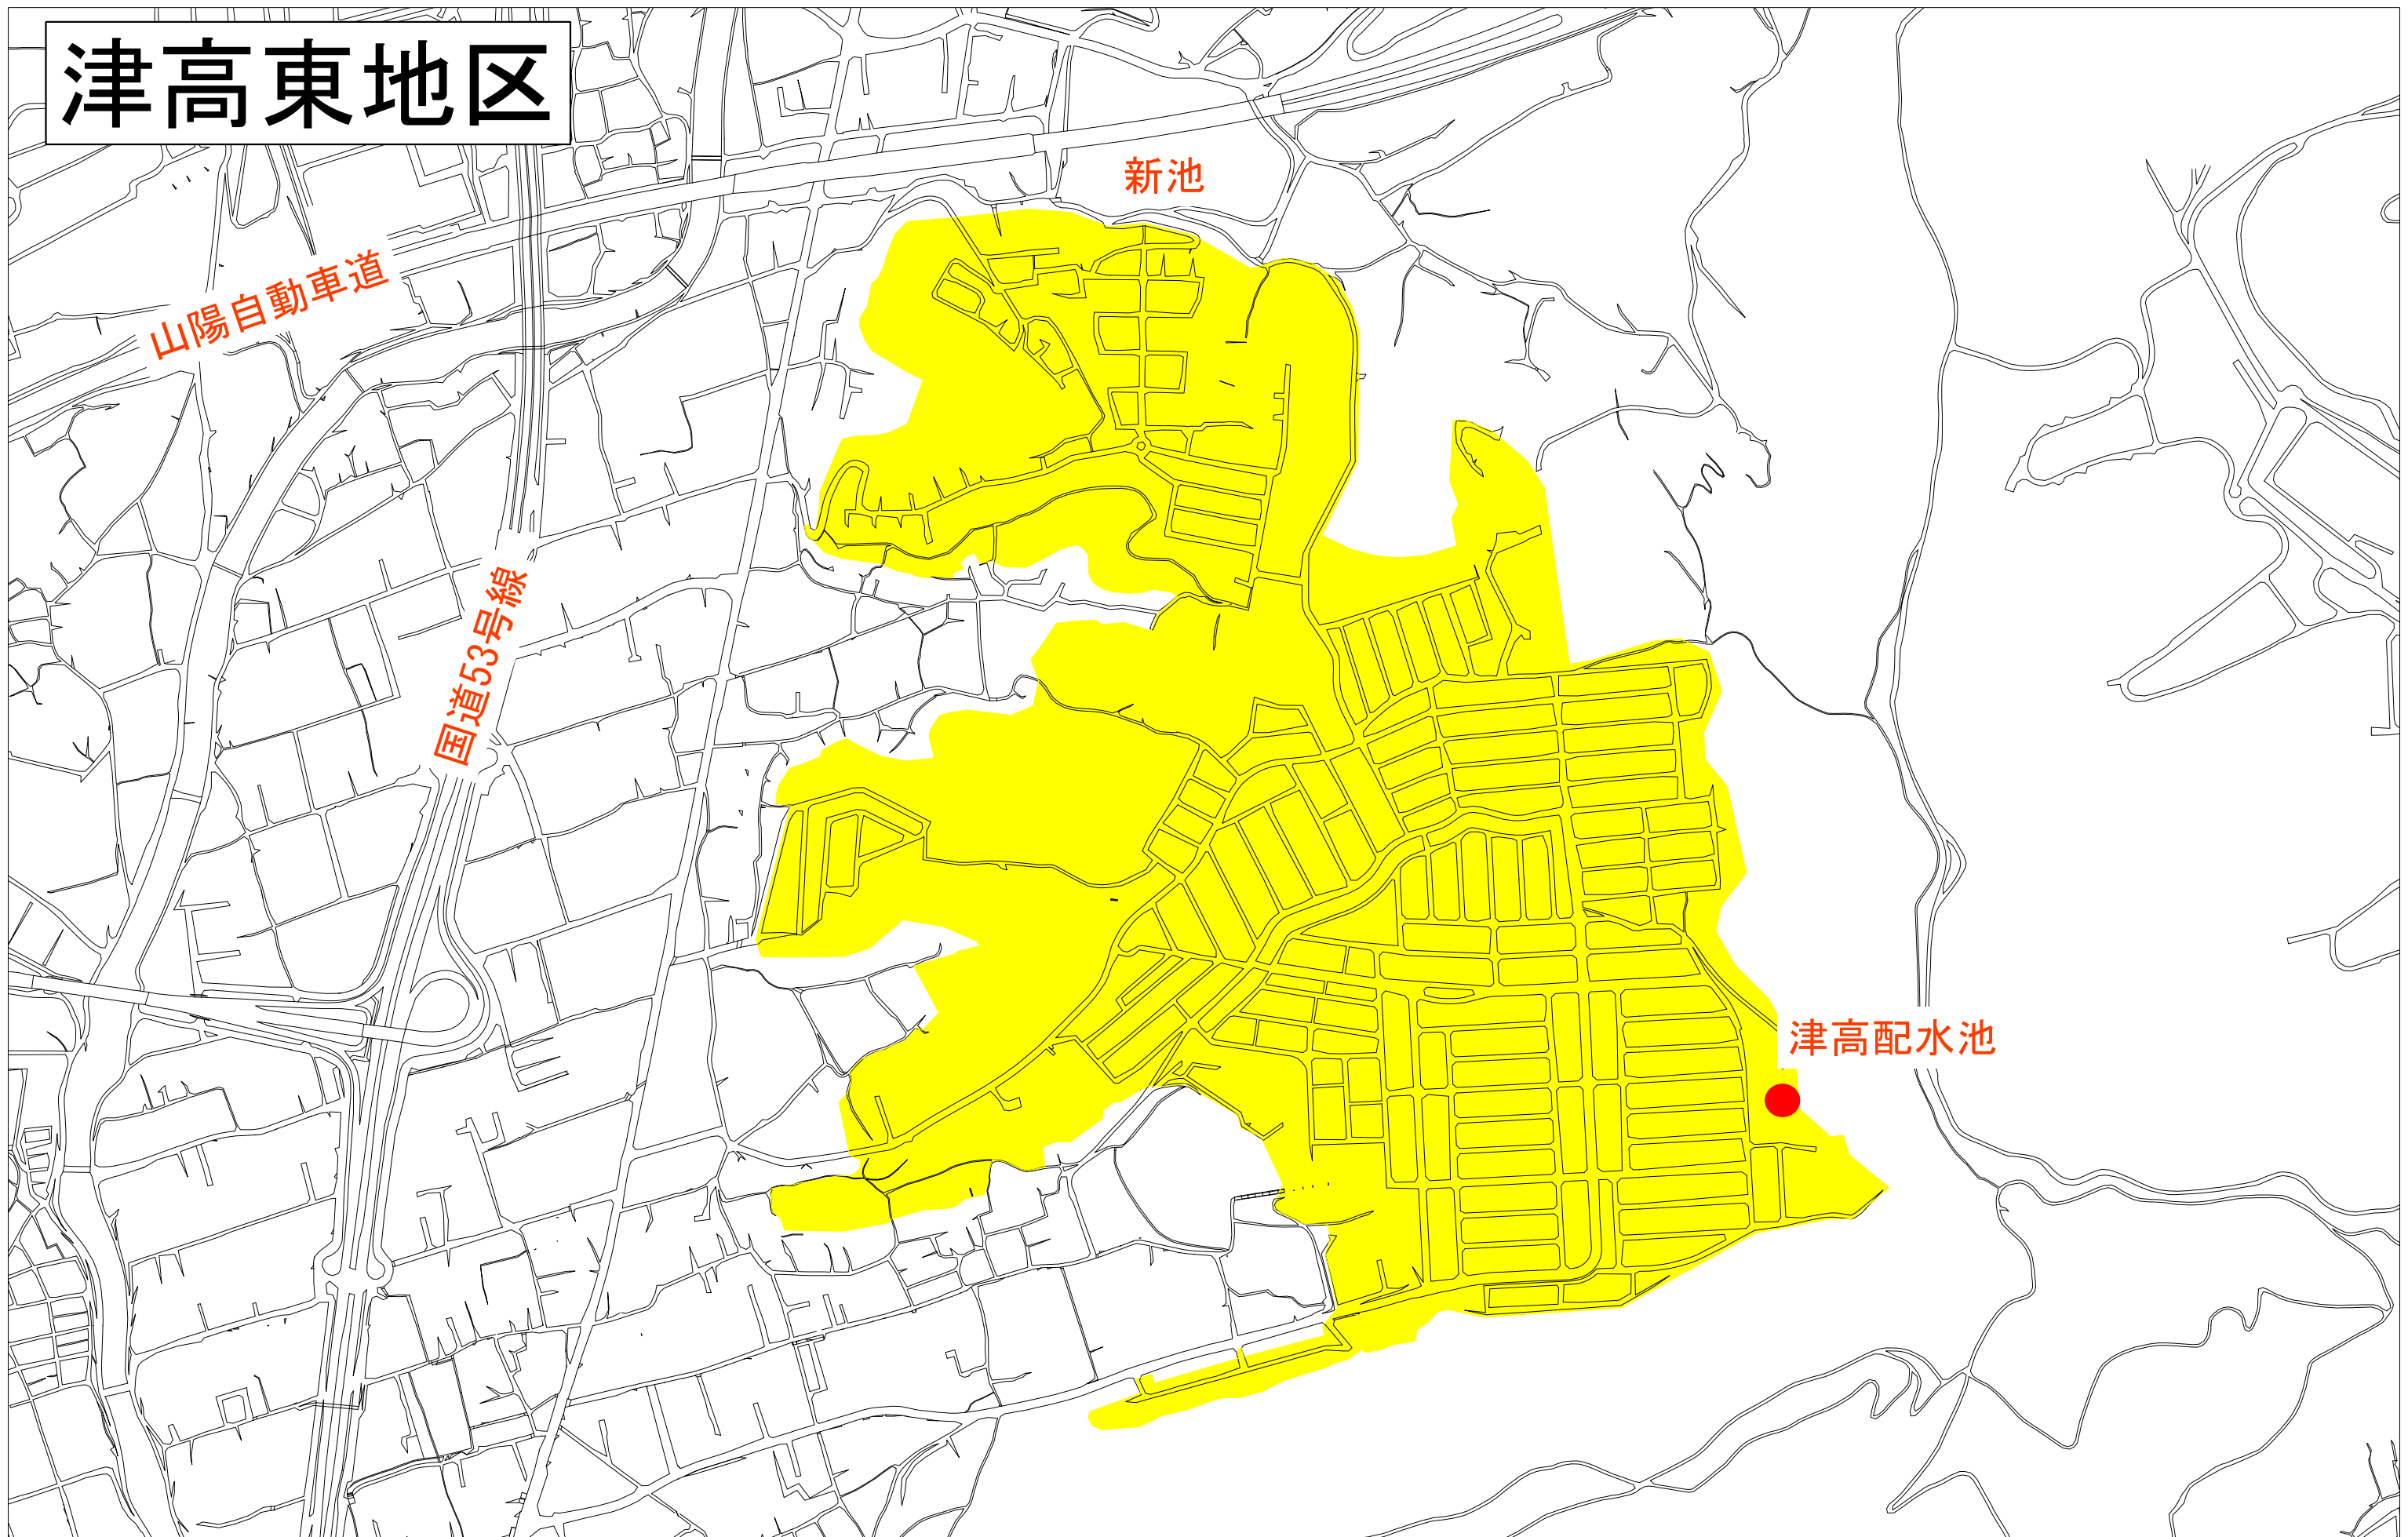 津高東地区
新池
山陽自動車道
国道53号線
津高配水池